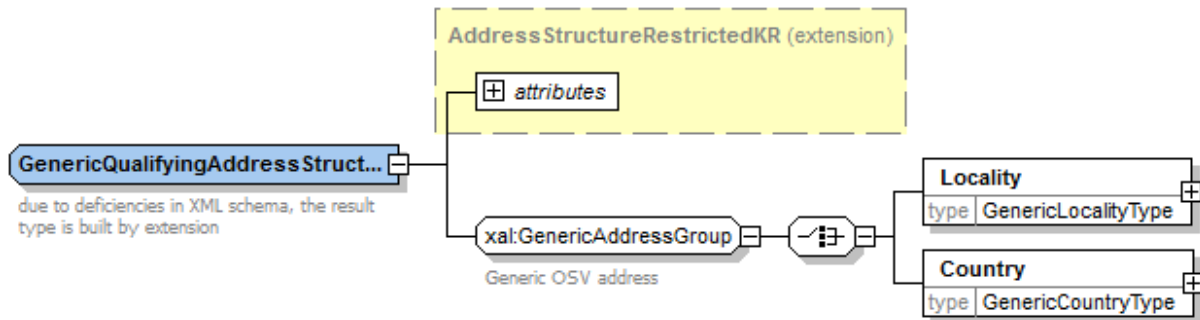 AddressStructureRestrictedKR (extension)
attributes
GenericQualifyingAddressStruct...
due to deficiencies in XML schema, the result
type is built by extension
xal:GenericAddressGroup
Generic OSV address
Locality
type GenericLocalityType
Country
type GenericCountryType